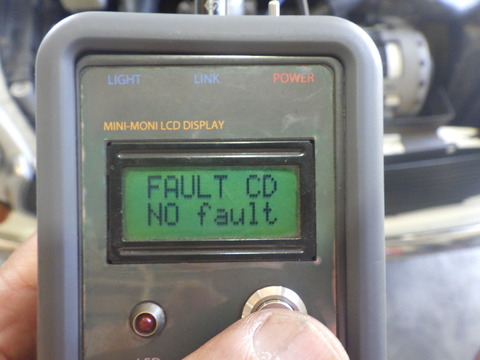 LIGHT LINK POWER
MINI-MONI LCD DISPLAY
FAULT CD
NO fault